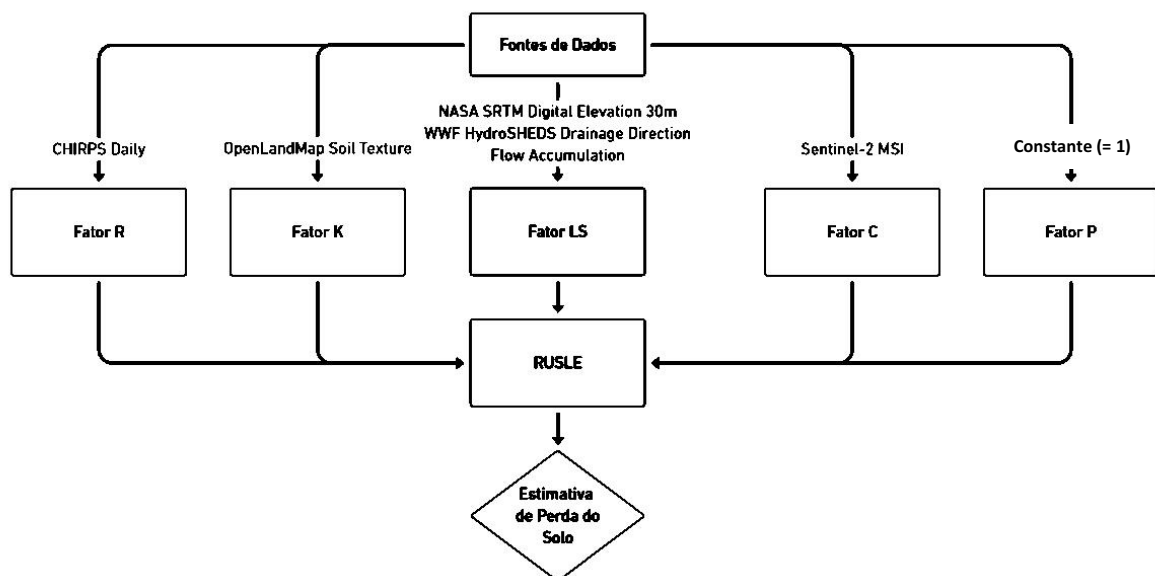 Fontes de Dados
NASA SRTM Digital Elevation 30m
WWF HydroSHEDS Drainage Direction
Flow Accumulation
CHIRPS Daily
OpenLandMap Soil Texture
Sentinel-2 MSI
Constante (= 1)
Fator R
Fator K
Fator LS
Fator C
Fator P
RUSLE
Estimativa
de Perda do
Solo